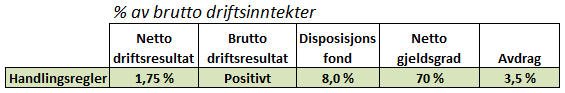 % av brutto driftsinntekter
Netto driftsresultat Brutto driftsresultat Disposisjons fond Netto gjeldsgrad Avdrag
Handlingsregler 1,75 % Positivt 8,0 % 70 % 3,5 %